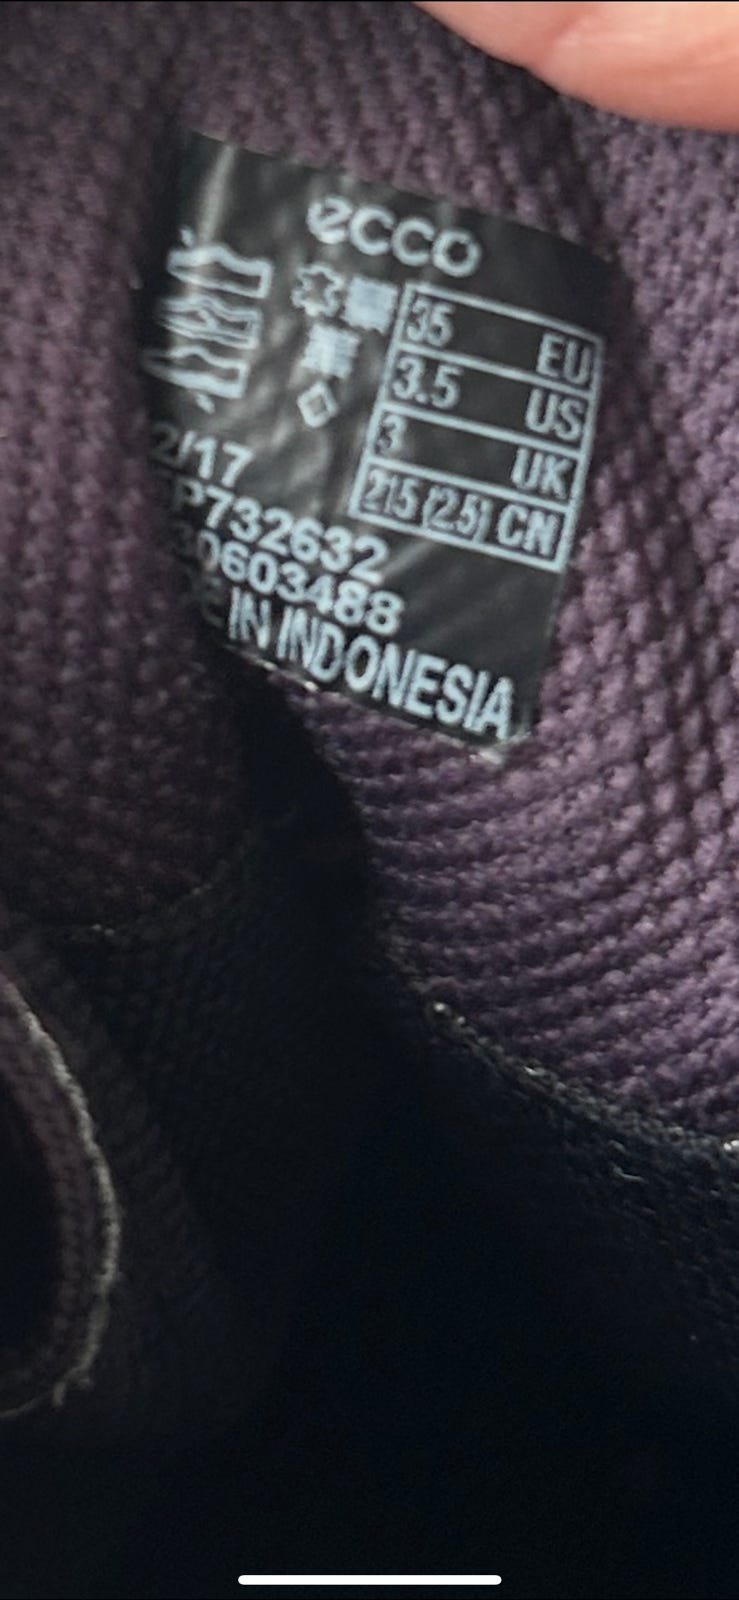 ecco
35 EU
3.5 US
3 UK
215 (2.5) CN
2/17
P732632
30603488
E IN INDONESIA